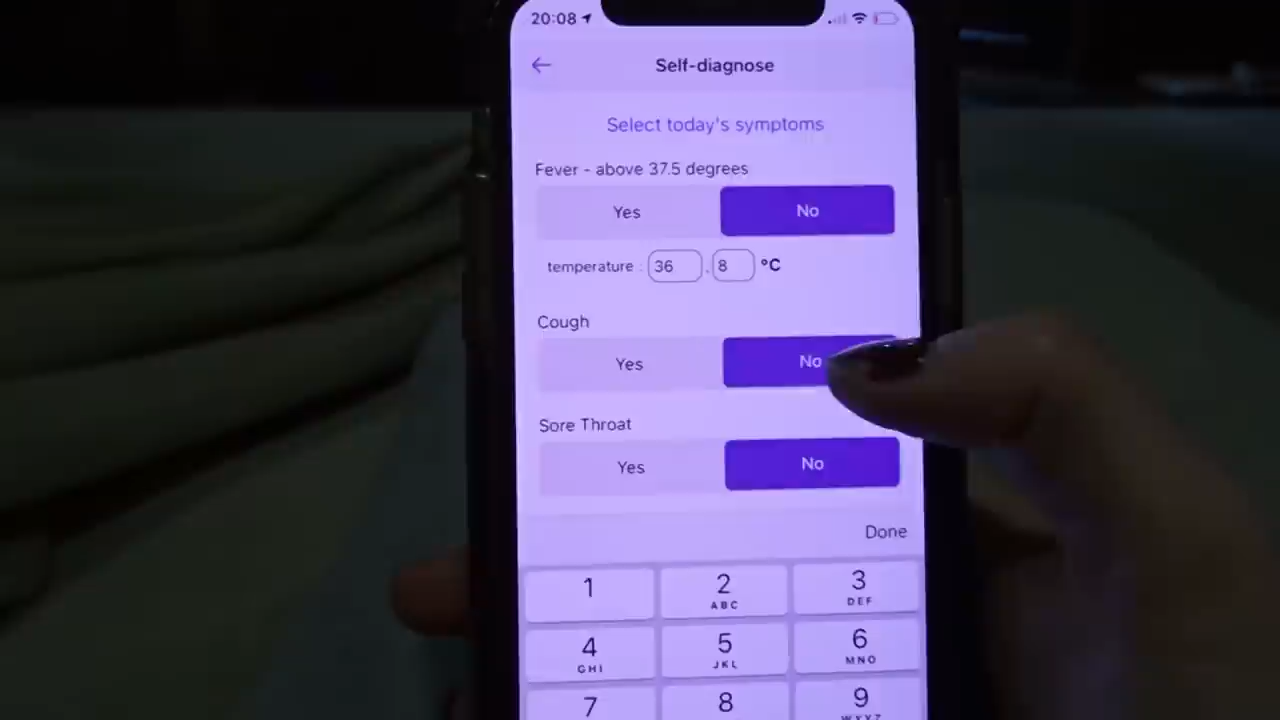 20:08
Self-diagnose
Select today's symptoms
Fever - above 37.5 degrees
Yes No
temperature : 36 . 8 °C
Cough
Yes No
Sore Throat
Yes No
Done
1 2 3
ABC DEF
4 5 6
GHI JKL MNO
7 8 9
WXYZ